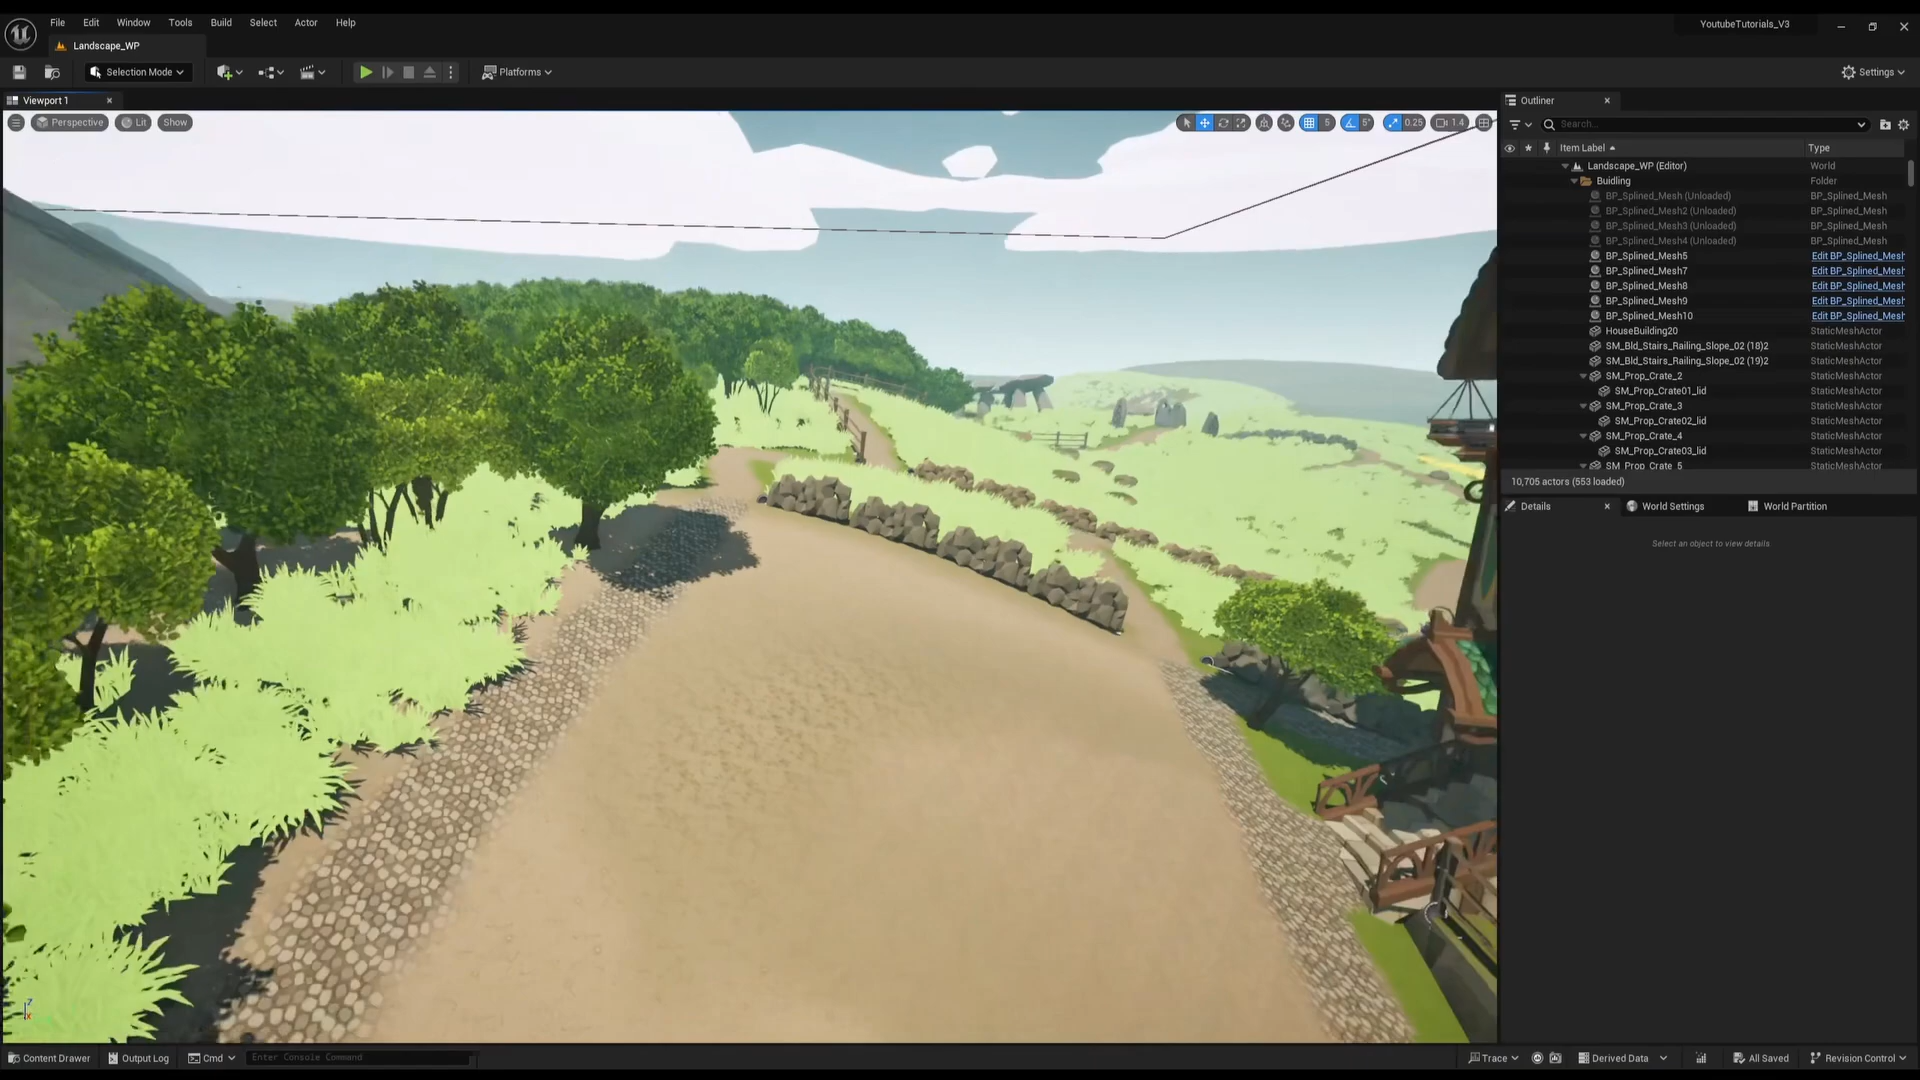 File Edit Window Tools Build Select Actor Help
YoutubeTutorials_V3
Landscape_WP
Selection Mode
Platforms
Settings
Viewport 1
Outliner
Perspective Lit Show
5 5° 0.25 1.4
Search...
Item Label Type
Landscape_WP (Editor) World
Buidling Folder
BP_Splined_Mesh (Unloaded) BP_Splined_Mesh
BP_Splined_Mesh2 (Unloaded) BP_Splined_Mesh
BP_Splined_Mesh3 (Unloaded) BP_Splined_Mesh
BP_Splined_Mesh4 (Unloaded) BP_Splined_Mesh
BP_Splined_Mesh5 Edit BP_Splined_Mesh
BP_Splined_Mesh7 Edit BP_Splined_Mesh
BP_Splined_Mesh8 Edit BP_Splined_Mesh
BP_Splined_Mesh9 Edit BP_Splined_Mesh
BP_Splined_Mesh10 Edit BP_Splined_Mesh
HouseBuilding20 StaticMeshActor
SM_Bld_Stairs_Railing_Slope_02 (18)2 StaticMeshActor
SM_Bld_Stairs_Railing_Slope_02 (19)2 StaticMeshActor
SM_Prop_Crate_2 StaticMeshActor
SM_Prop_Crate01_lid StaticMeshActor
SM_Prop_Crate_3 StaticMeshActor
SM_Prop_Crate02_lid StaticMeshActor
SM_Prop_Crate_4 StaticMeshActor
SM_Prop_Crate03_lid StaticMeshActor
SM_Prop_Crate_5 StaticMeshActor
10,705 actors (553 loaded)
Details World Settings World Partition
Select an object to view details
Z
X
Content Drawer Output Log Cmd Enter Console Command
Trace Derived Data All Saved Revision Control